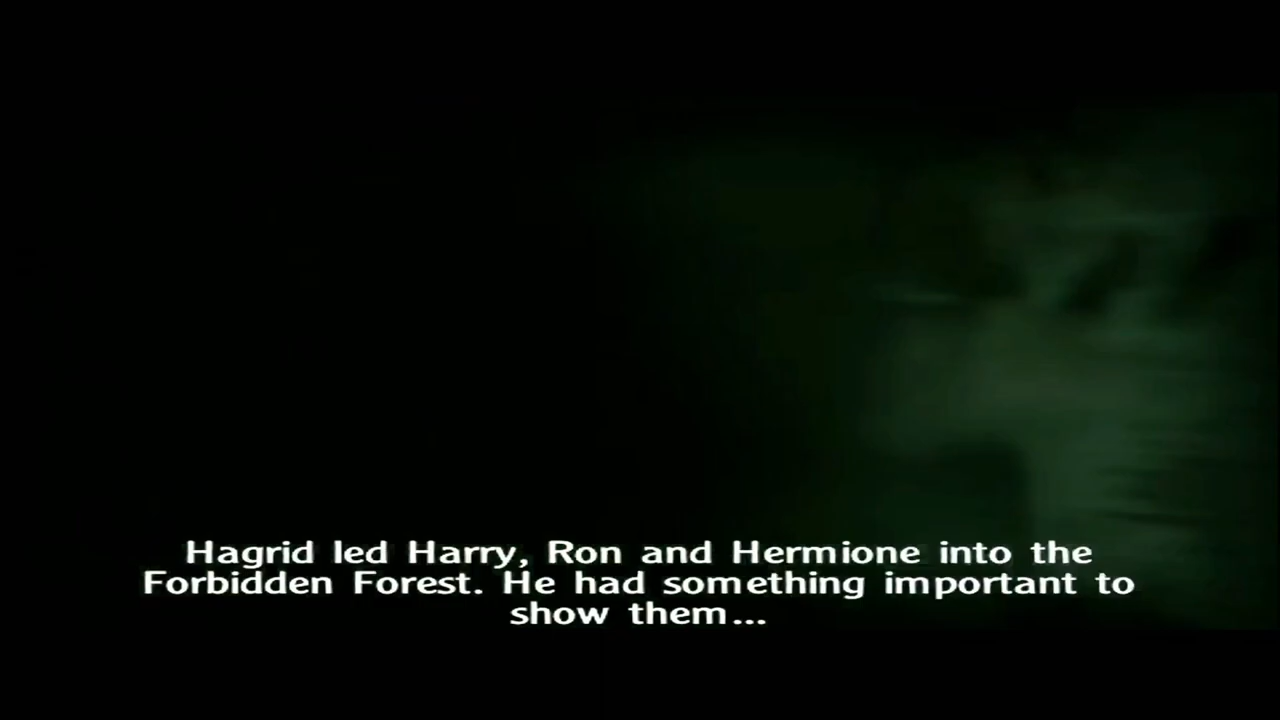 Hagrid led Harry, Ron and Hermione into the
Forbidden Forest. He had something important to
show them...